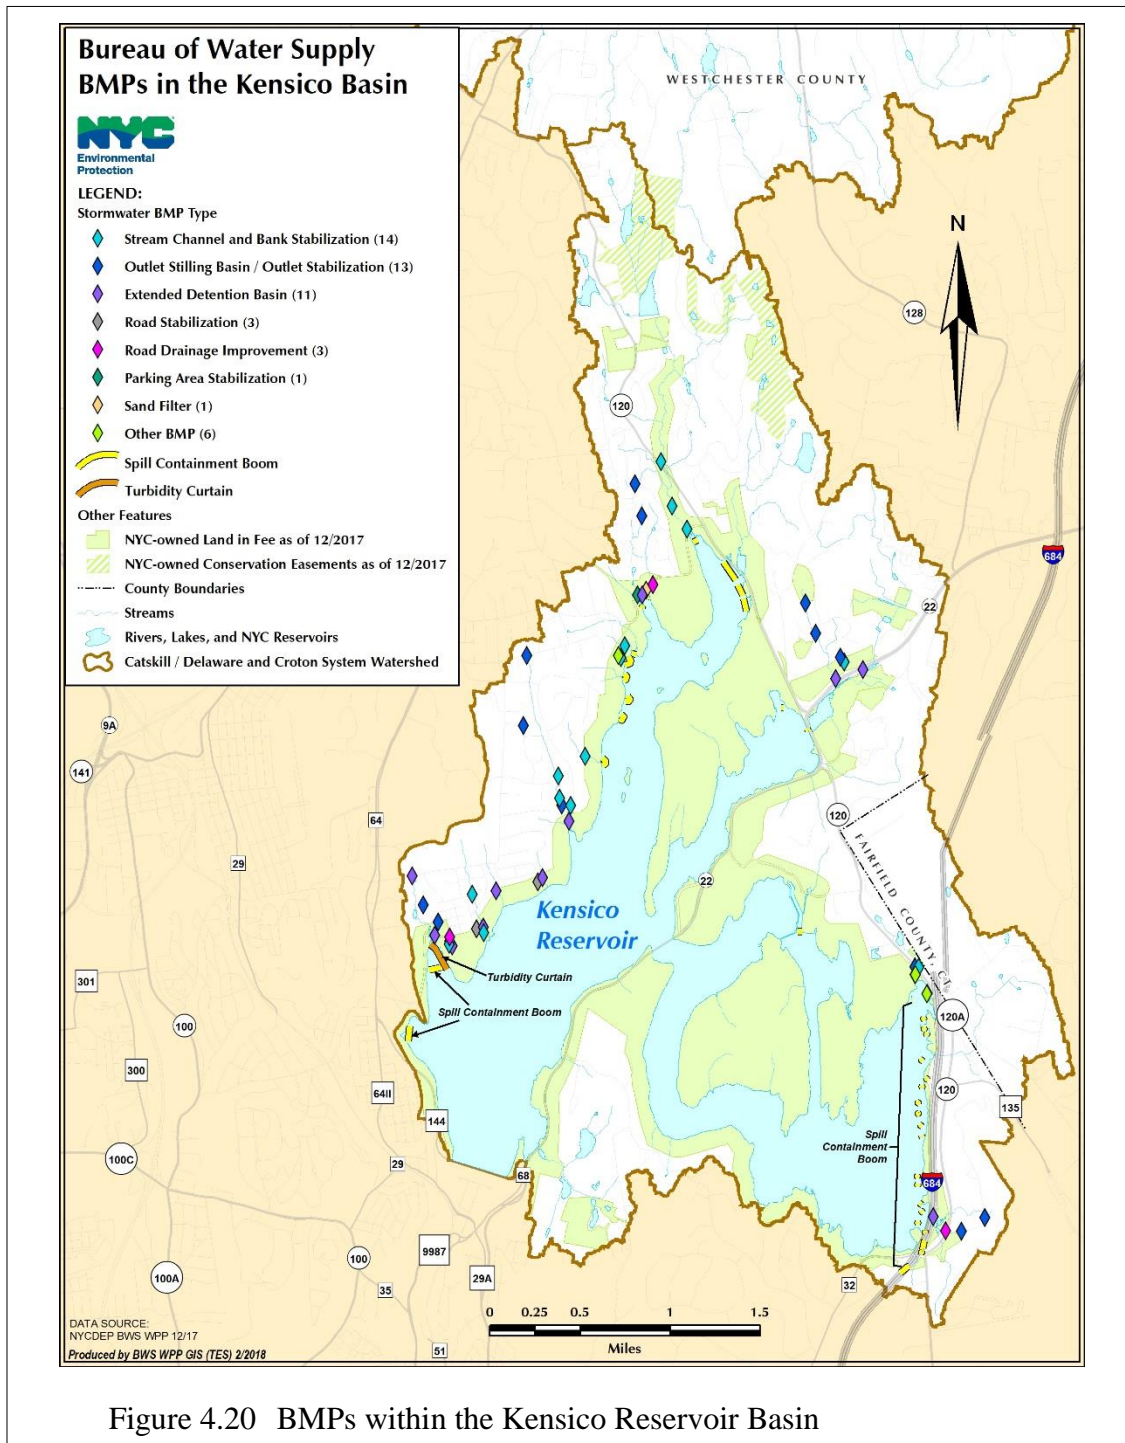 Bureau of Water Supply
BMPs in the Kensico Basin
NYC
Environmental
Protection
LEGEND:
Stormwater BMP Type
Stream Channel and Bank Stabilization (14)
Outlet Stilling Basin / Outlet Stabilization (13)
Extended Detention Basin (11)
Road Stabilization (3)
Road Drainage Improvement (3)
Parking Area Stabilization (1)
Sand Filter (1)
Other BMP (6)
Spill Containment Boom
Turbidity Curtain
Other Features
NYC-owned Land in Fee as of 12/2017
NYC-owned Conservation Easements as of 12/2017
County Boundaries
Streams
Rivers, Lakes, and NYC Reservoirs
Catskill / Delaware and Croton System Watershed
WESTCHESTER COUNTY
N
128
120
684
22
9A
141
64
29
120
FAIRFIELD COUNTY, CT.
22
Kensico
Reservoir
Turbidity Curtain
Spill Containment Boom
301
100
120A
300
64II
144
120
135
Spill
Containment
Boom
100C
29
68
684
9987
100
100A
29A
35
32
51
0 0.25 0.5 1 1.5
Miles
DATA SOURCE:
NYCDEP BWS WPP 12/17
Produced by BWS WPP GIS (TES) 2/2018
Figure 4.20 BMPs within the Kensico Reservoir Basin